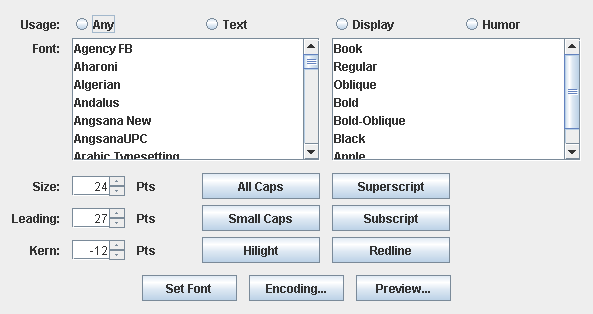 Usage: Any Text Display Humor
Font: Agency FB Book
Aharoni Regular
Algerian Oblique
Andalus Bold
Angsana New Bold-Oblique
AngsanaUPC Black
Arabic Typesetting Apple
Size: 24 Pts All Caps Superscript
Leading: 27 Pts Small Caps Subscript
Kern: -12 Pts Hilight Redline
Set Font Encoding... Preview...